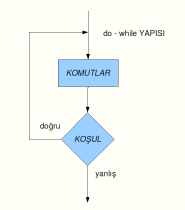 do - while YAPISI
KOMUTLAR
doğru
KOŞUL
yanlış